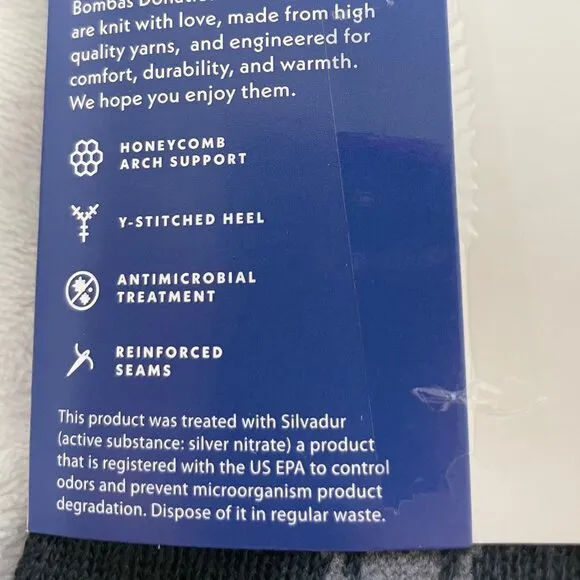 Bombas Donation
are knit with love, made from high
quality yarns, and engineered for
comfort, durability, and warmth.
We hope you enjoy them.
HONEYCOMB
ARCH SUPPORT
Y-STITCHED HEEL
ANTIMICROBIAL
TREATMENT
REINFORCED
SEAMS
This product was treated with Silvadur
(active substance: silver nitrate) a product
that is registered with the US EPA to control
odors and prevent microorganism product
degradation. Dispose of it in regular waste.